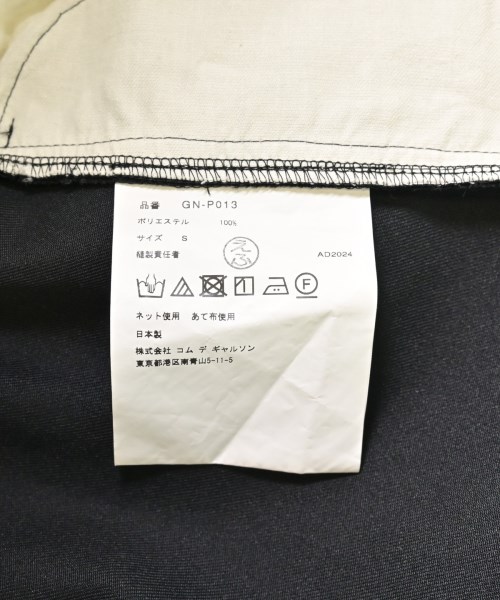 品番 GN-P013
ポリエステル 100%
サイズ S
縫製責任者 えふ AD2024
F
ネット使用 あて布使用
日本製
株式会社 コム デ ギャルソン
東京都港区南青山5-11-5